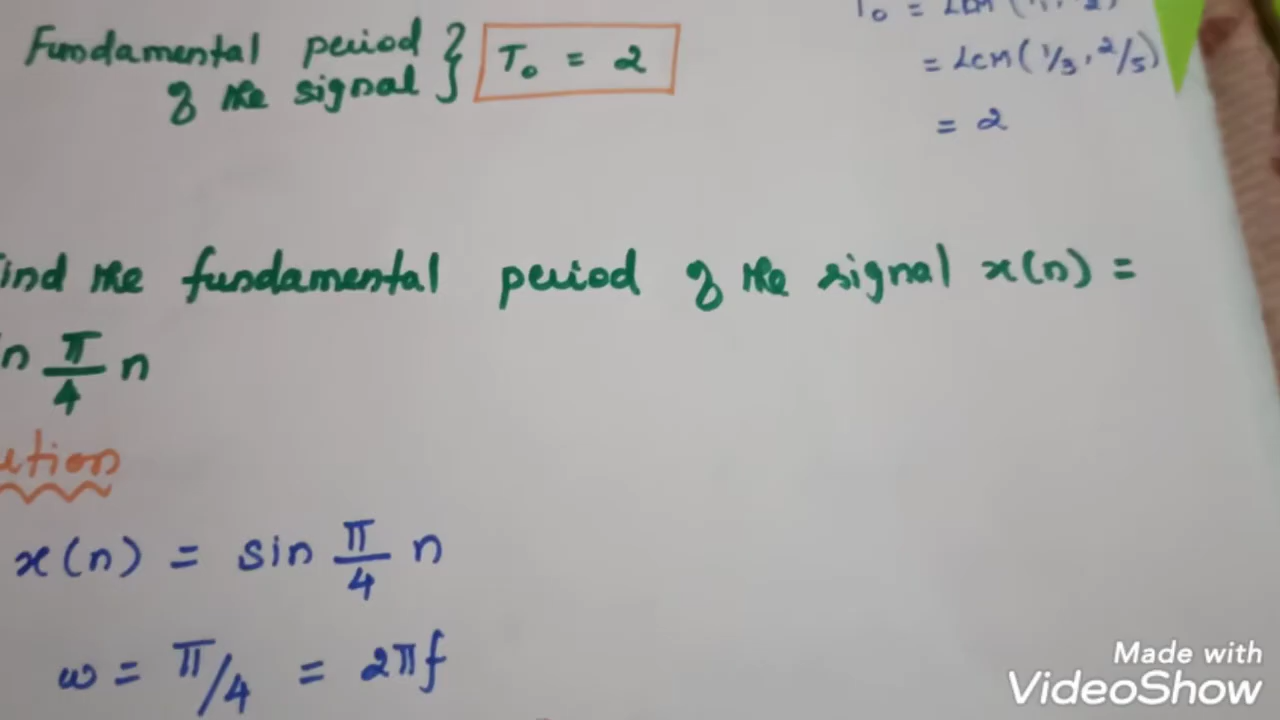 Fundamental period
of the signal } T₀ = 2
= LCM (1/3, 2/5)
= 2
ind the fundamental period of the signal x(n) =
n π/4 n
ution
x(n) = sin π/4 n
ω = π/4 = 2πf
Made with
VideoShow